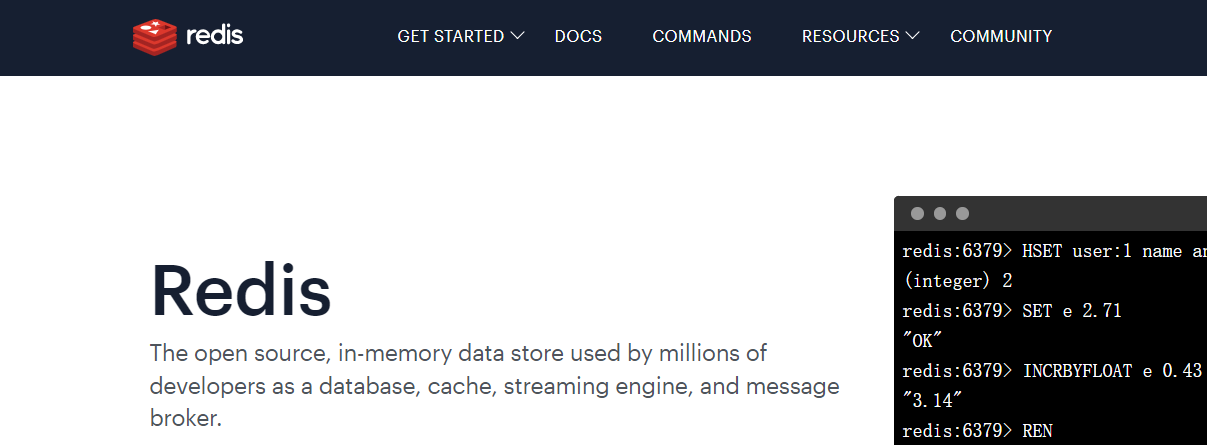 redis
GET STARTED DOCS COMMANDS RESOURCES COMMUNITY
Redis
The open source, in-memory data store used by millions of
developers as a database, cache, streaming engine, and message
broker.
redis:6379> HSET user:1 name
(integer) 2
redis:6379> SET e 2.71
"OK"
redis:6379> INCRBYFLOAT e 0.43
"3.14"
redis:6379> REN